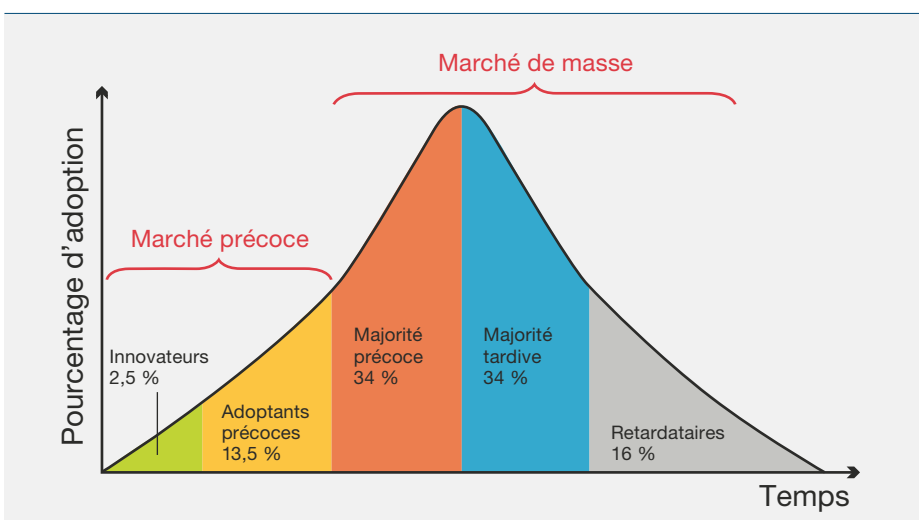 Marché de masse
Pourcentage d'adoption
Marché précoce
Innovateurs
2,5 %
Adoptants
précoces
13,5 %
Majorité
précoce
34 %
Majorité
tardive
34 %
Retardataires
16 %
Temps